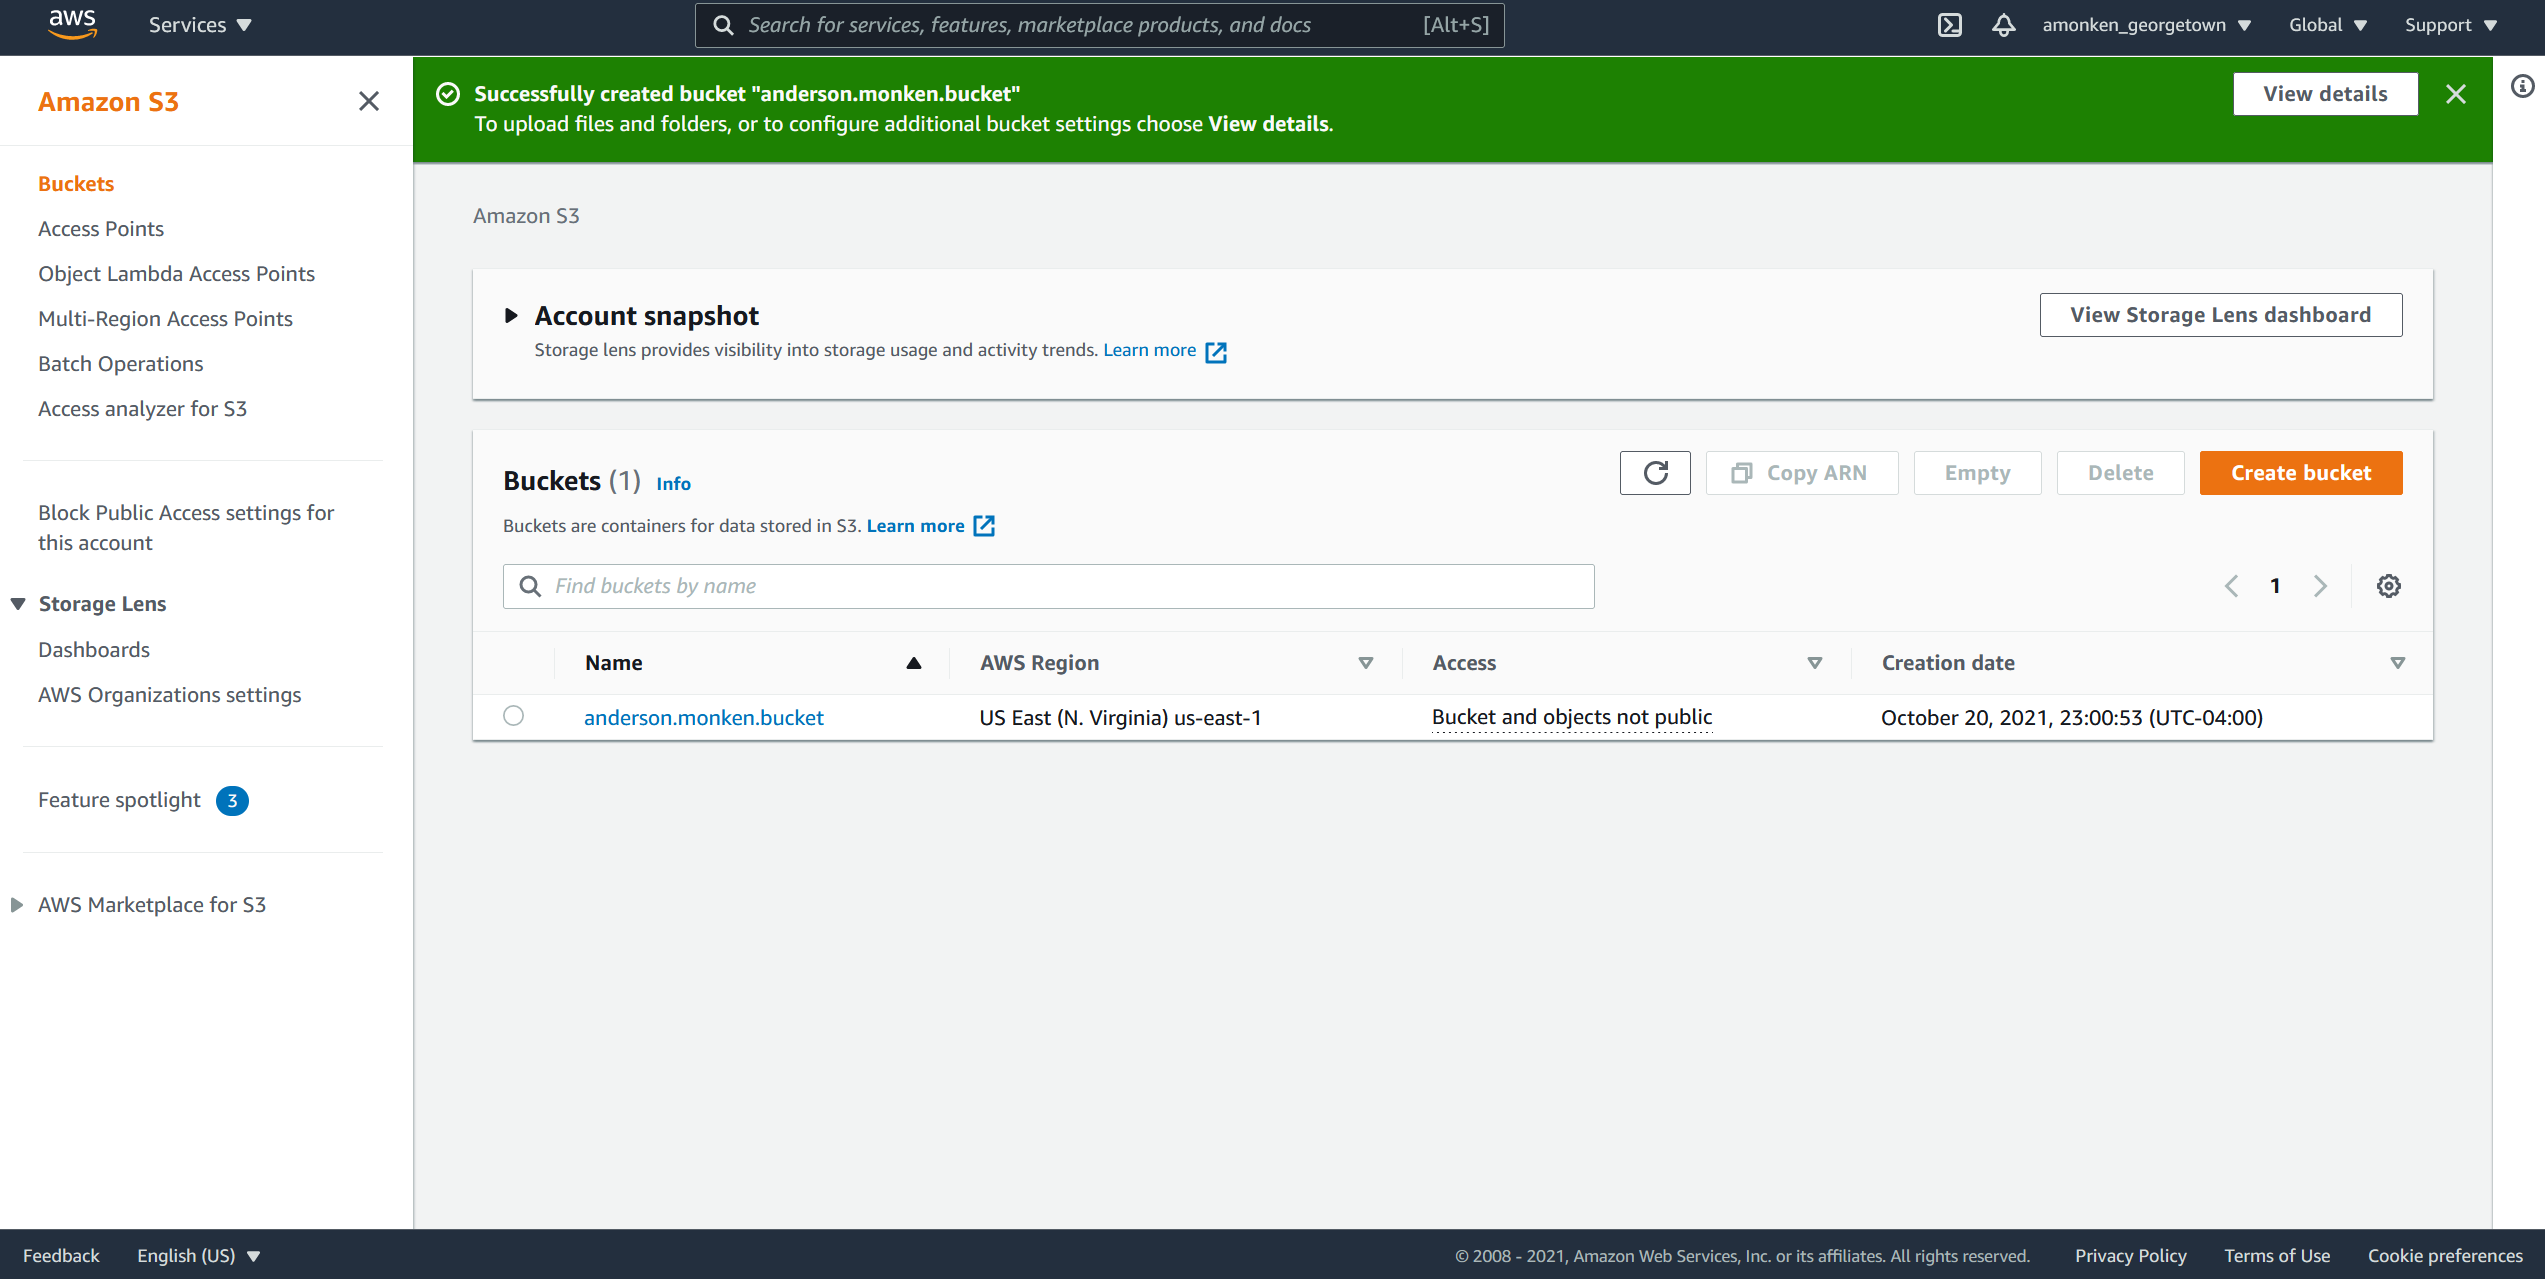 aws
Services
Search for services, features, marketplace products, and docs [Alt+S]
amonken_georgetown
Global
Support
Amazon S3
Buckets
Access Points
Object Lambda Access Points
Multi-Region Access Points
Batch Operations
Access analyzer for S3
Block Public Access settings for
this account
Storage Lens
Dashboards
AWS Organizations settings
Feature spotlight 3
AWS Marketplace for S3
Successfully created bucket "anderson.monken.bucket"
To upload files and folders, or to configure additional bucket settings choose View details.
View details
Amazon S3
Account snapshot
Storage lens provides visibility into storage usage and activity trends. Learn more
View Storage Lens dashboard
Buckets (1) Info
Buckets are containers for data stored in S3. Learn more
Copy ARN
Empty
Delete
Create bucket
Find buckets by name
1
Name AWS Region Access Creation date
anderson.monken.bucket US East (N. Virginia) us-east-1 Bucket and objects not public October 20, 2021, 23:00:53 (UTC-04:00)
Feedback English (US) © 2008 - 2021, Amazon Web Services, Inc. or its affiliates. All rights reserved. Privacy Policy Terms of Use Cookie preferences